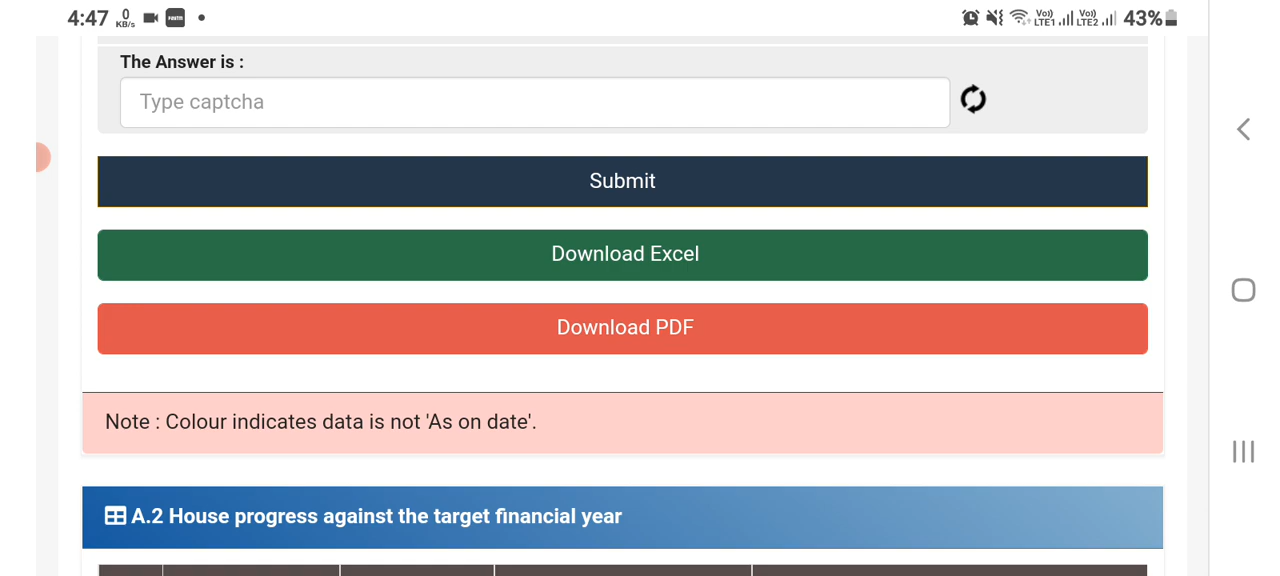 4:47 0 KB/s Paytm Vo)) LTE1 Vo)) LTE2 43%
The Answer is :
Type captcha
Submit
Download Excel
Download PDF
Note : Colour indicates data is not 'As on date'.
A.2 House progress against the target financial year